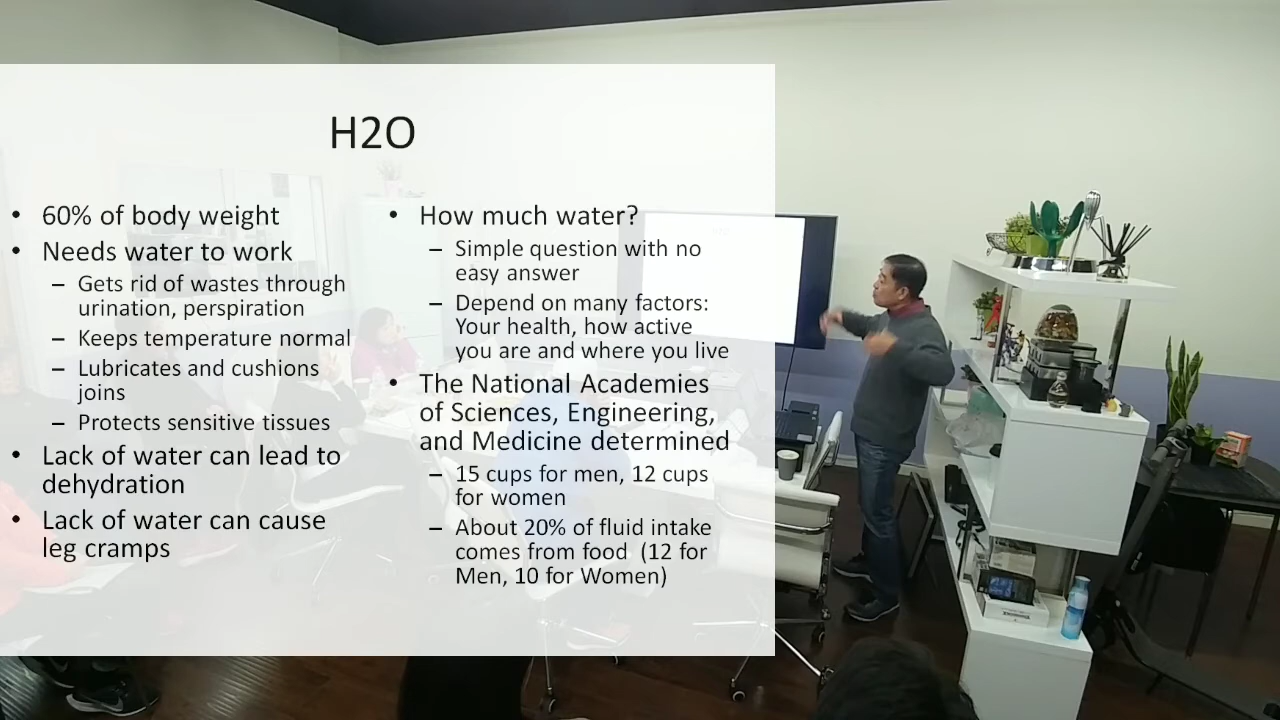 H2O
• 60% of body weight
• Needs water to work
– Gets rid of wastes through
urination, perspiration
– Keeps temperature normal
– Lubricates and cushions
joins
– Protects sensitive tissues
• Lack of water can lead to
dehydration
• Lack of water can cause
leg cramps
• How much water?
– Simple question with no
easy answer
– Depend on many factors:
Your health, how active
you are and where you live
• The National Academies
of Sciences, Engineering,
and Medicine determined
– 15 cups for men, 12 cups
for women
– About 20% of fluid intake
comes from food (12 for
Men, 10 for Women)